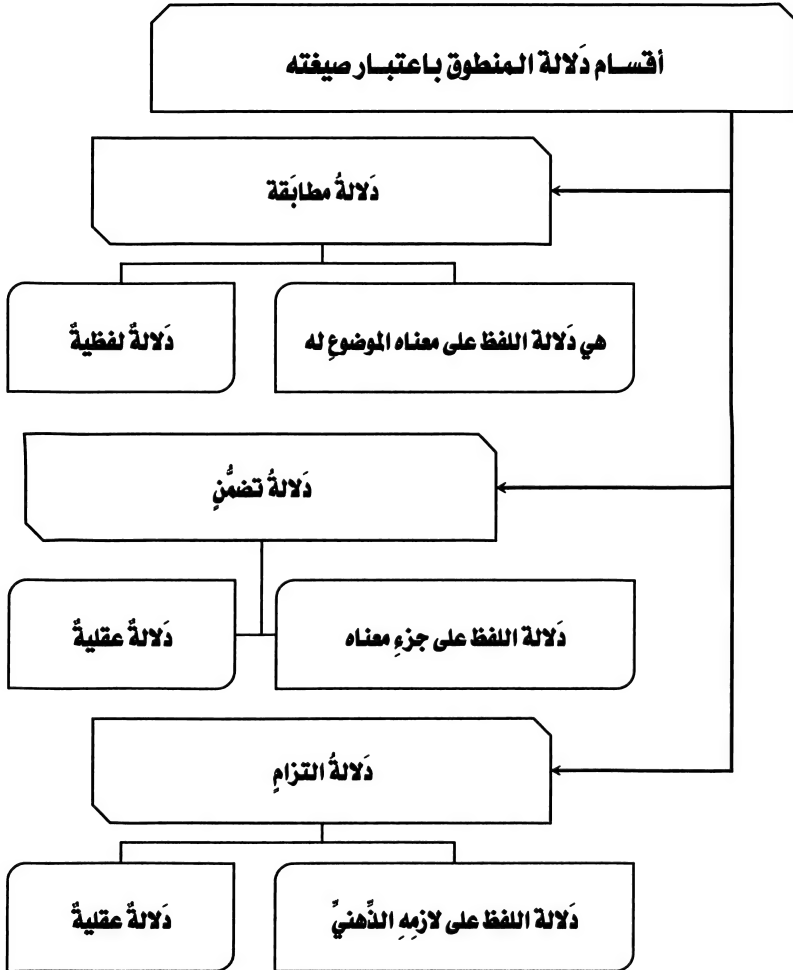 أقسام دَلالة المنطوق باعتبار صيغته
دَلالةُ مطابَقة
هي دَلالة اللفظ على معناه الموضوعِ له
دَلالةٌ لفظيةٌ
دَلالةُ تضمُّنٍ
دَلالة اللفظ على جزءِ معناه
دَلالةٌ عقليةٌ
دَلالةُ التزامٍ
دَلالة اللفظ على لازمِهِ الذِّهنيِّ
دَلالةٌ عقليةٌ